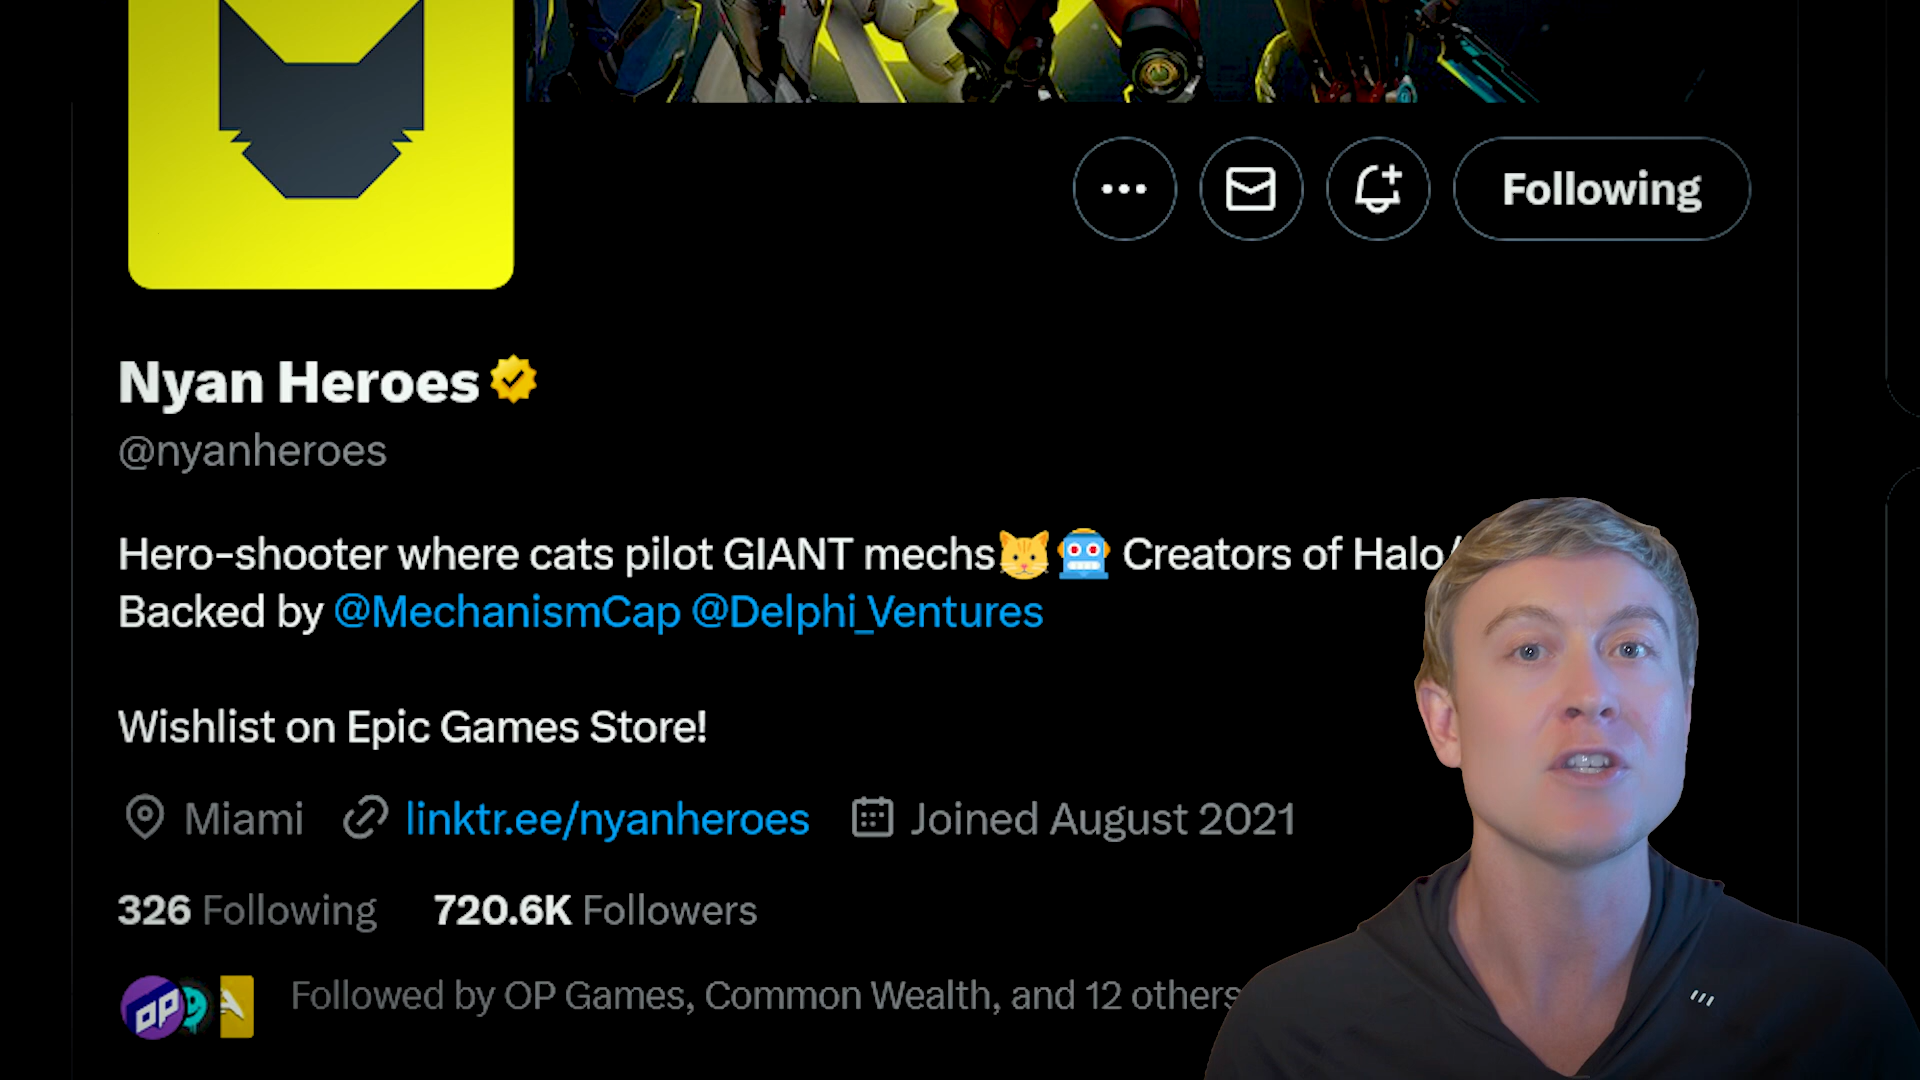 Following
Nyan Heroes
@nyanheroes
Hero-shooter where cats pilot GIANT mechs🐱🤖 Creators of Halo/
Backed by @MechanismCap @Delphi_Ventures
Wishlist on Epic Games Store!
Miami linktr.ee/nyanheroes Joined August 2021
326 Following 720.6K Followers
OP A
Followed by OP Games, Common Wealth, and 12 others